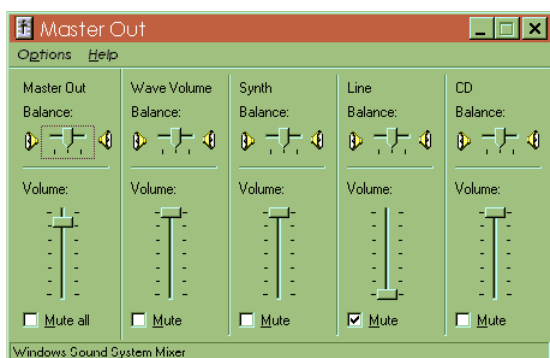 Master Out
Options Help
Master Out
Balance:
Volume:
Mute all
Wave Volume
Balance:
Volume:
Mute
Synth
Balance:
Volume:
Mute
Line
Balance:
Volume:
Mute
CD
Balance:
Volume:
Mute
Windows Sound System Mixer